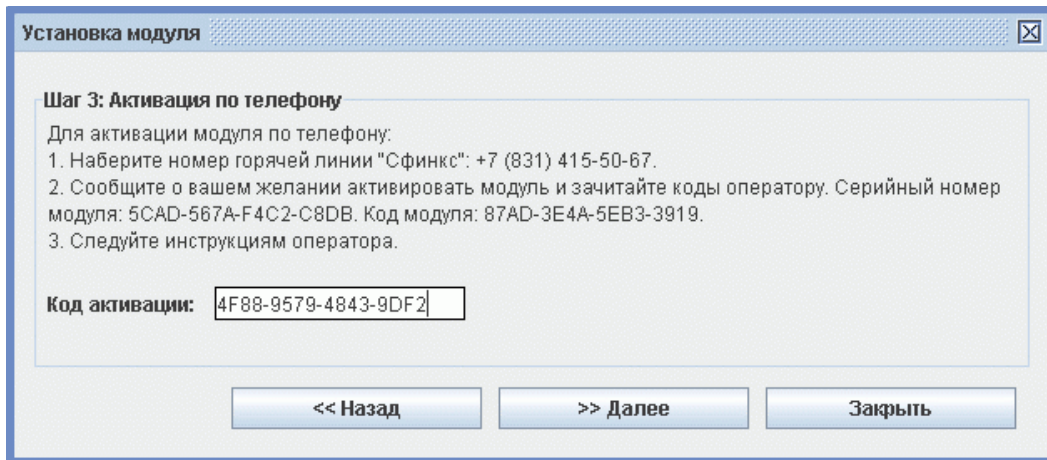 Установка модуля
Шаг 3: Активация по телефону
Для активации модуля по телефону:
1. Наберите номер горячей линии "Сфинкс": +7 (831) 415-50-67.
2. Сообщите о вашем желании активировать модуль и зачитайте коды оператору. Серийный номер
модуля: 5CAD-567A-F4C2-C8DB. Код модуля: 87AD-3E4A-5EB3-3919.
3. Следуйте инструкциям оператора.
Код активации: 4F88-9579-4843-9DF2
<< Назад >> Далее Закрыть